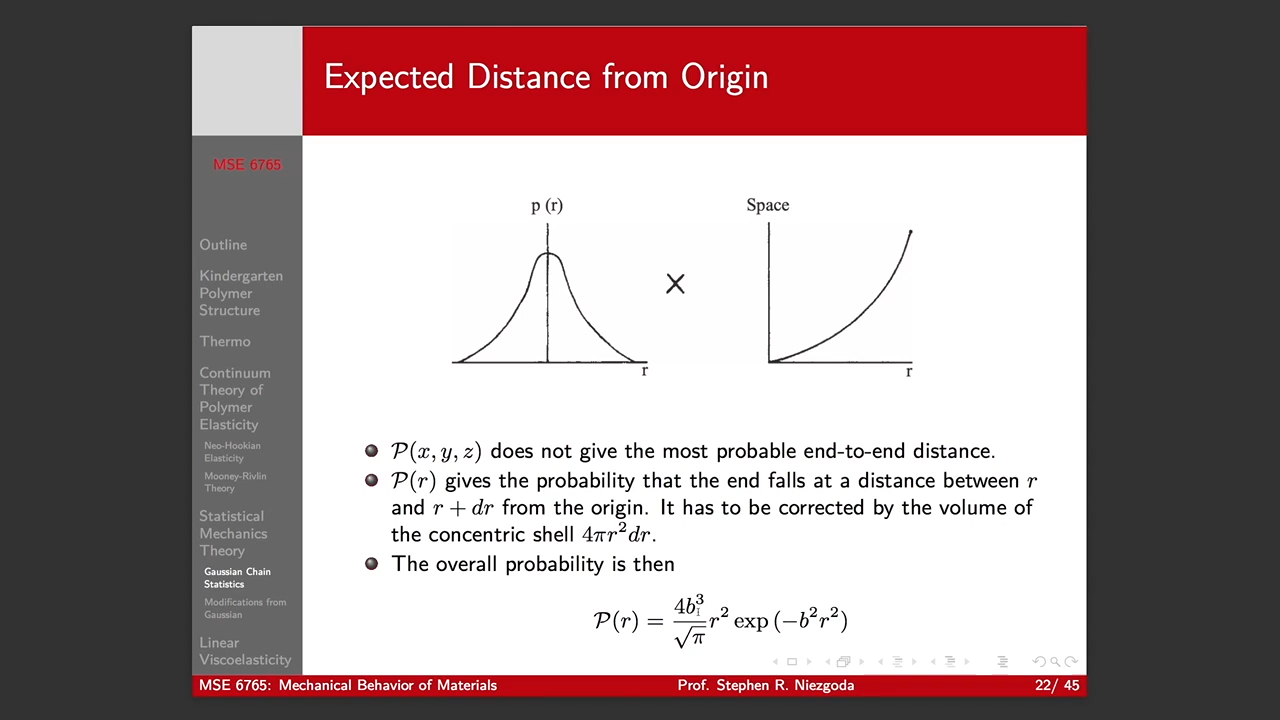 Expected Distance from Origin
MSE 6765
Outline
Kindergarten
Polymer
Structure
Thermo
Continuum
Theory of
Polymer
Elasticity
Neo-Hookian
Elasticity
Mooney-Rivlin
Theory
Statistical
Mechanics
Theory
Gaussian Chain
Statistics
Modifications from
Gaussian
Linear
Viscoelasticity
p (r)
r
×
Space
r
𝒫(x, y, z) does not give the most probable end-to-end distance.
𝒫(r) gives the probability that the end falls at a distance between r
and r + dr from the origin. It has to be corrected by the volume of
the concentric shell 4πr²dr.
The overall probability is then
𝒫(r) = 4b³/√π r² exp (−b²r²)
MSE 6765: Mechanical Behavior of Materials
Prof. Stephen R. Niezgoda
22/ 45